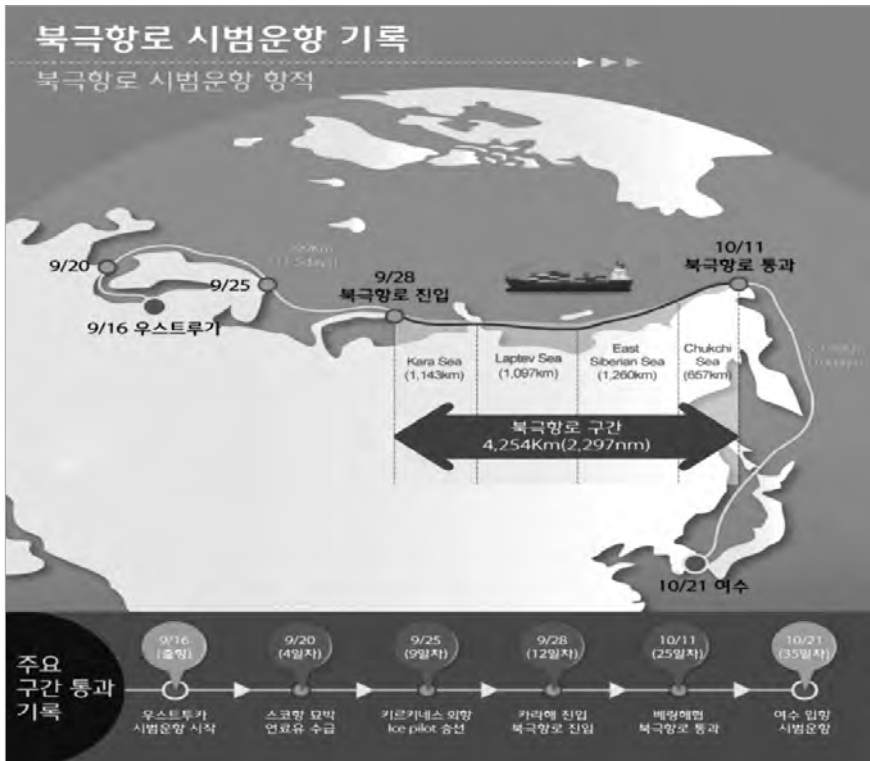 북극항로 시범운항 기록
북극항로 시범운항 항적
9/20
9/25
9/16 우스트루기
9/28
북극항로 진입
10/11
북극항로 통과
Kara Sea
(1,143km)
Laptev Sea
(1,097km)
East
Siberian Sea
(1,260km)
Chukchi
Sea
(657km)
북극항로 구간
4,254Km(2,297nm)
10/21 여수
주요
구간 통과
기록
9/16
(출항)
우스트투카
시범운항 시작
9/20
(4일차)
스코항 묘박
연료유 수급
9/25
(9일차)
키르키네스 외항
Ice pilot 승선
9/28
(12일차)
카라해 진입
북극항로 진입
10/11
(25일차)
베링해협
북극항로 통과
10/21
(35일차)
여수 입항
시범운항